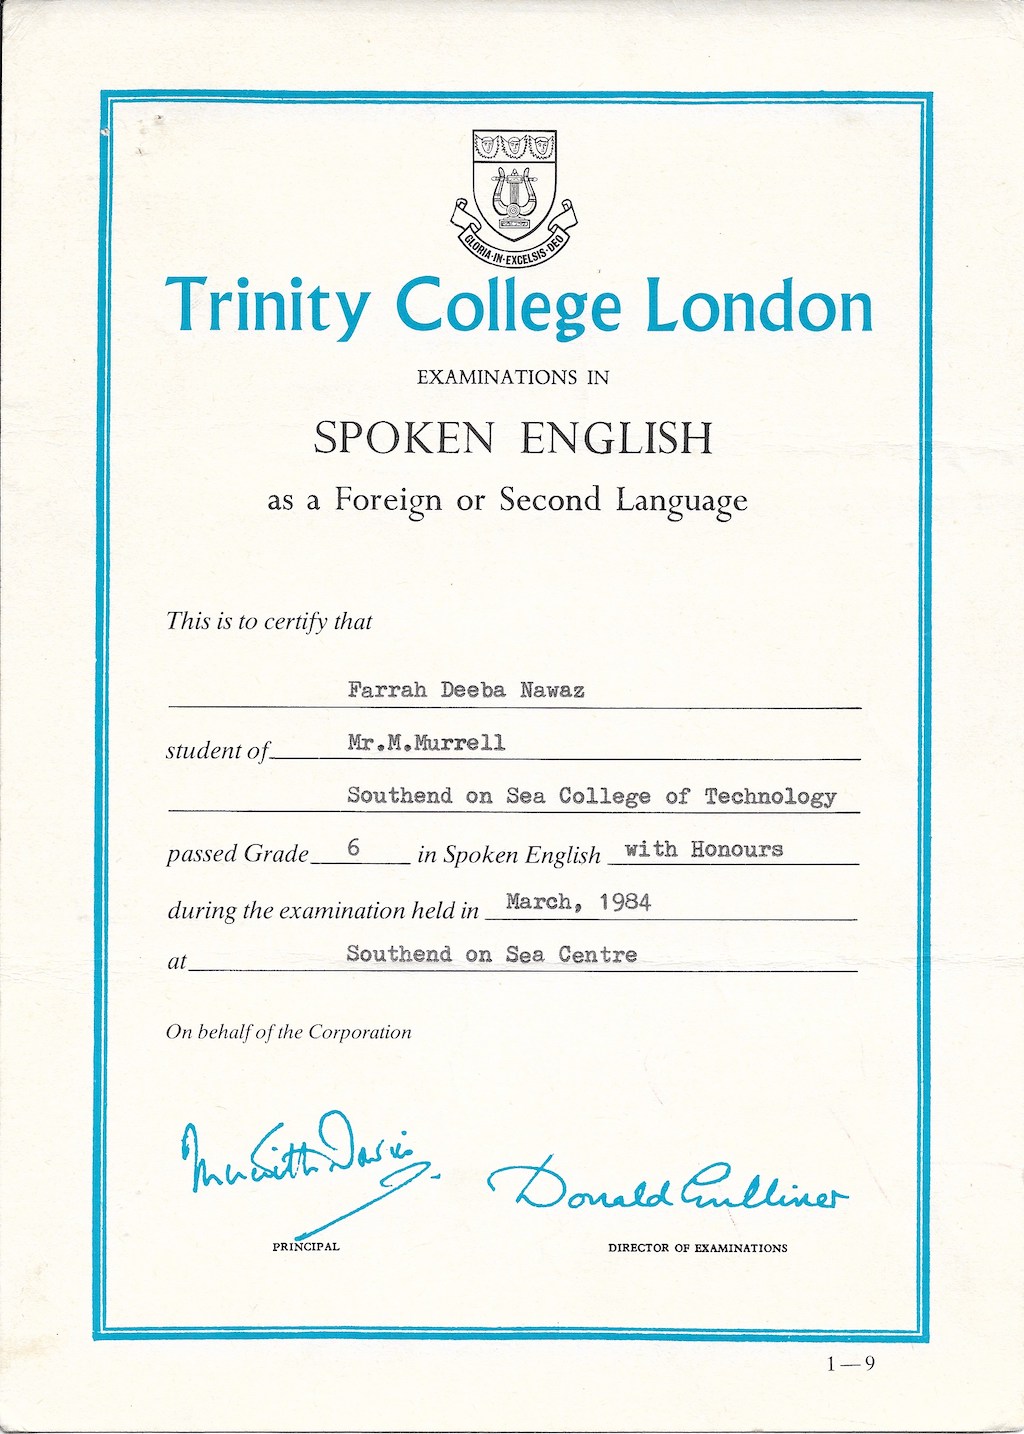 GLORIA·IN·EXCELSIS·DEO
Trinity College London
EXAMINATIONS IN
SPOKEN ENGLISH
as a Foreign or Second Language
This is to certify that
Farrah Deeba Nawaz
student of Mr.M.Murrell
Southend on Sea College of Technology
passed Grade 6 in Spoken English with Honours
during the examination held in March, 1984
at Southend on Sea Centre
On behalf of the Corporation
Meredith Davies
Donald Cullimer
PRINCIPAL
DIRECTOR OF EXAMINATIONS
1—9